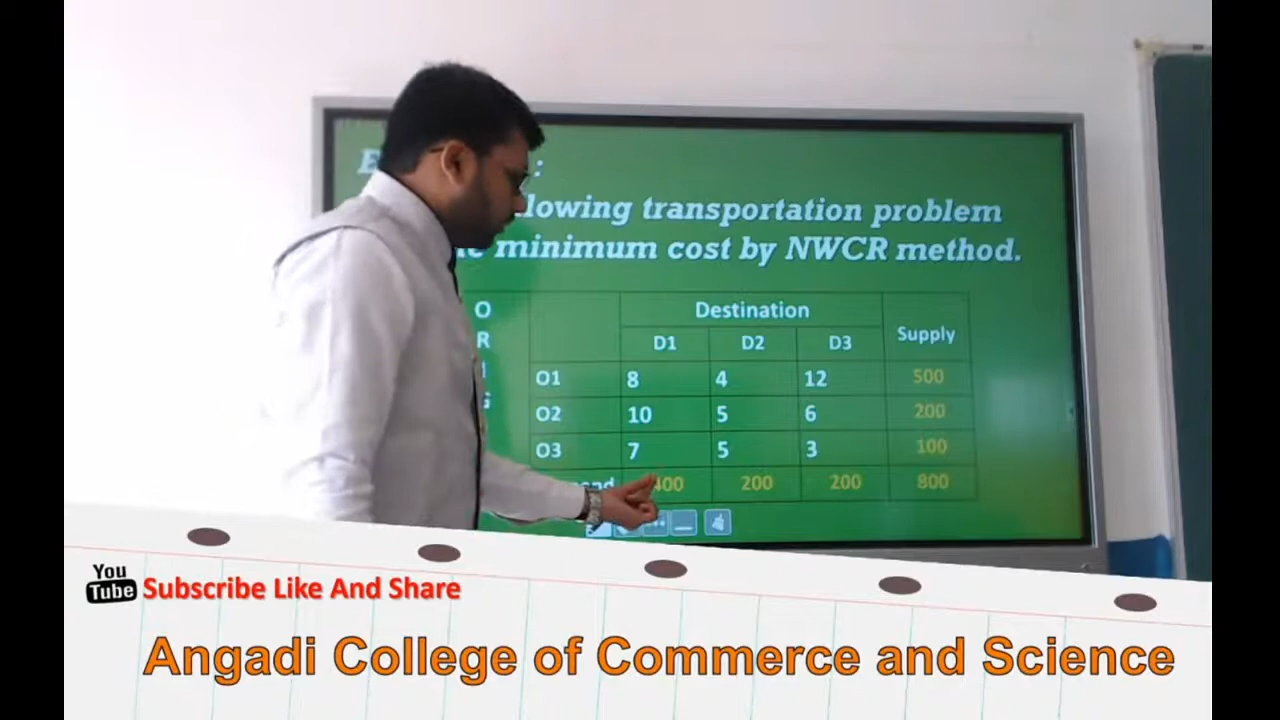 :
lowing transportation problem
minimum cost by NWCR method.
O
R
G
Destination
Supply
D1 D2 D3
O1 8 4 12 500
O2 10 5 6 200
O3 7 5 3 100
400 200 200 800
You
Tube
Subscribe Like And Share
Angadi College of Commerce and Science